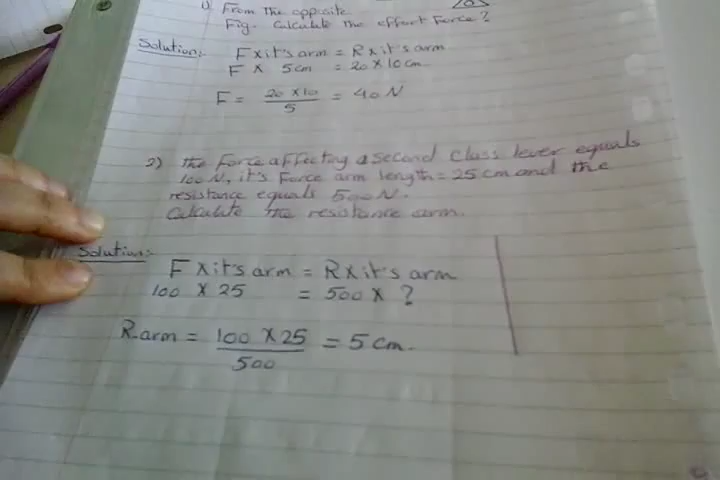 1) From the opposite
Fig. Calculate the effort force?
Solution:-
F x it's arm = R x it's arm
F x 5cm = 20 x 10 cm
F = 20 x 10 / 5 = 40 N
2) the Force affecting a second class lever equals
100 N, it's Force arm length = 25 cm and the
resistance equals 500 N.
Calculate the resistance arm.
Solution:-
F x it's arm = R x it's arm
100 x 25 = 500 x ?
R.arm = 100 x 25 / 500 = 5 cm.